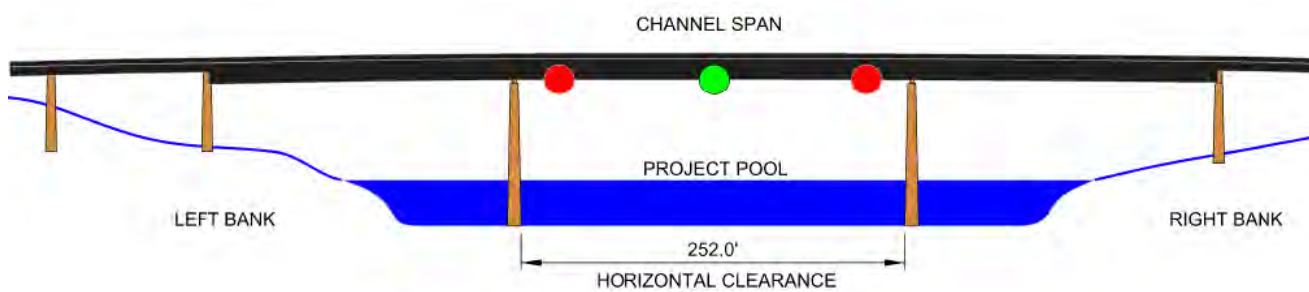 CHANNEL SPAN
PROJECT POOL
LEFT BANK
RIGHT BANK
252.0'
HORIZONTAL CLEARANCE